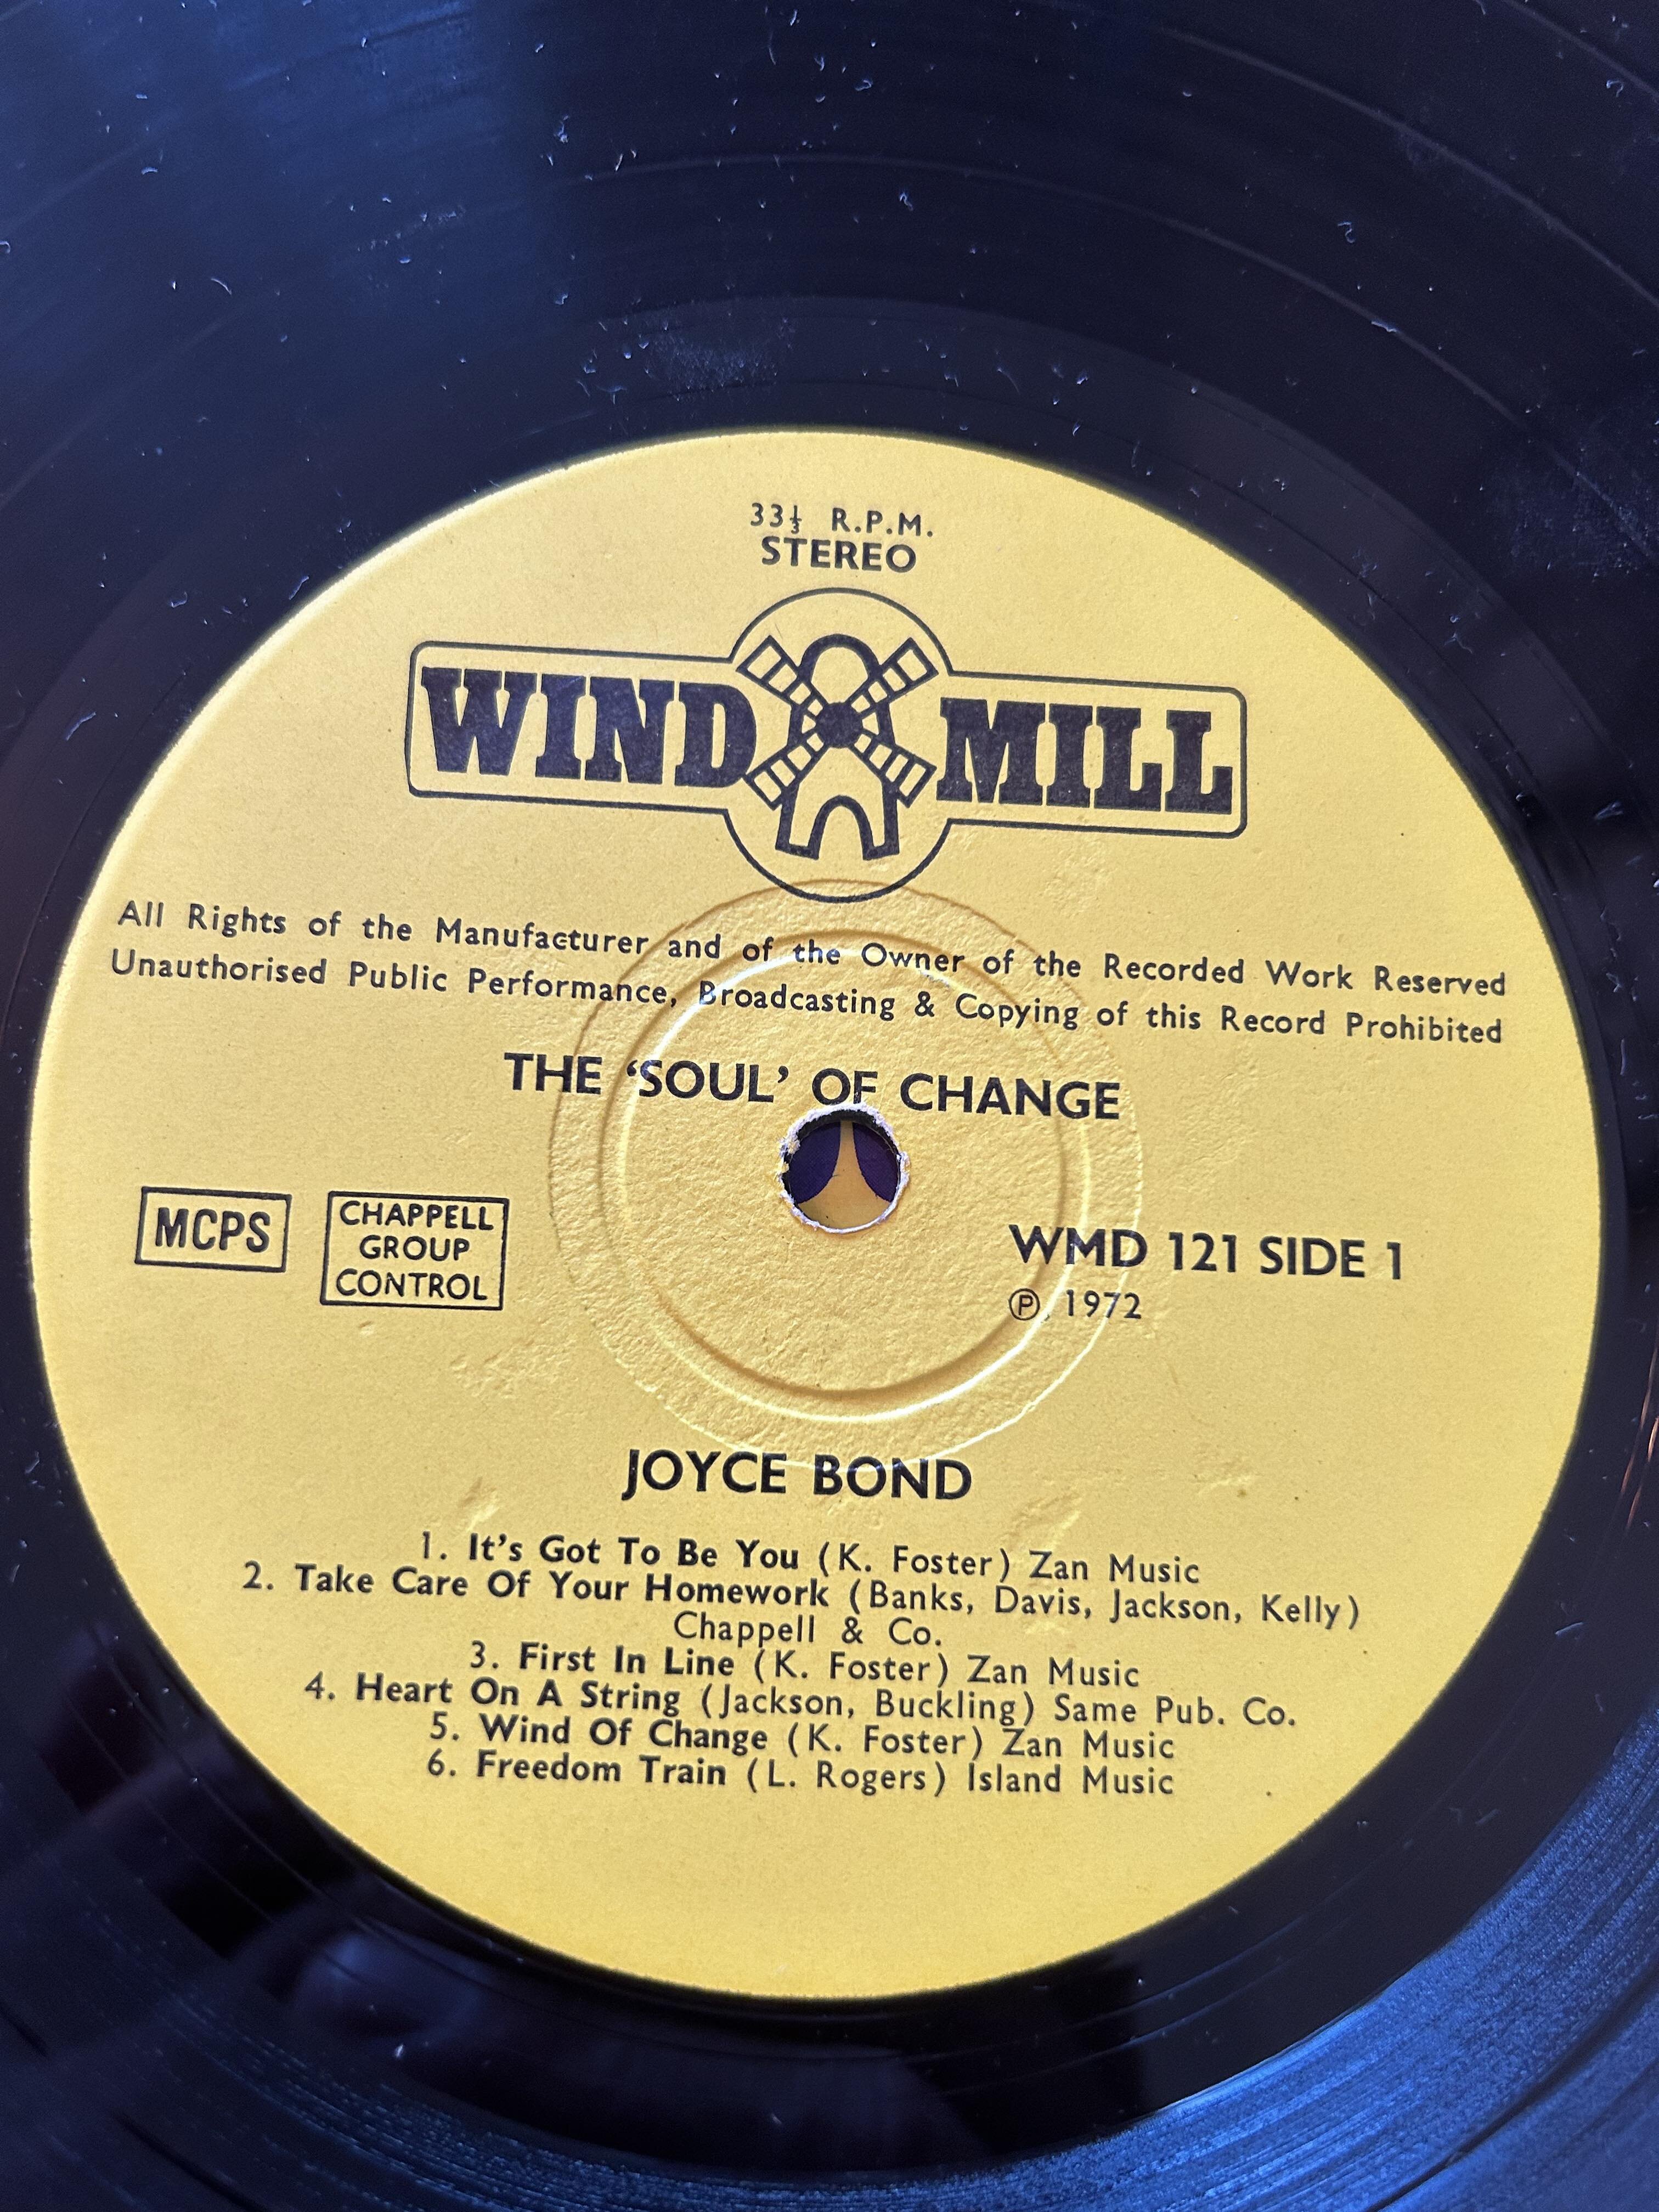 33⅓ R.P.M.
STEREO
WIND MILL
All Rights of the Manufacturer and of the Owner of the Recorded Work Reserved
Unauthorised Public Performance, Broadcasting & Copying of this Record Prohibited
THE ‘SOUL’ OF CHANGE
MCPS
CHAPPELL
GROUP
CONTROL
WMD 121 SIDE 1
℗ 1972
JOYCE BOND
1. It’s Got To Be You (K. Foster) Zan Music
2. Take Care Of Your Homework (Banks, Davis, Jackson, Kelly)
Chappell & Co.
3. First In Line (K. Foster) Zan Music
4. Heart On A String (Jackson, Buckling) Same Pub. Co.
5. Wind Of Change (K. Foster) Zan Music
6. Freedom Train (L. Rogers) Island Music